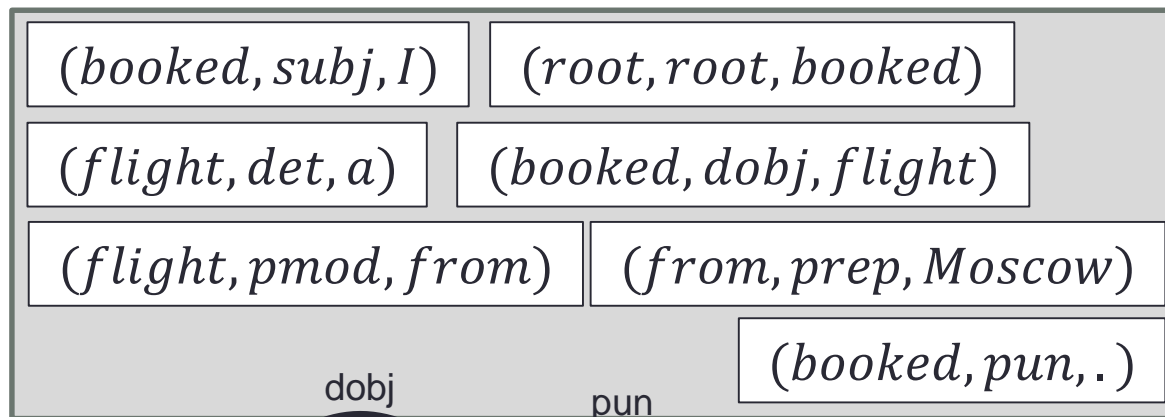 (booked, subj, I) (root, root, booked)
(flight, det, a) (booked, dobj, flight)
(flight, pmod, from) (from, prep, Moscow)
(booked, pun, .)
dobj
pun